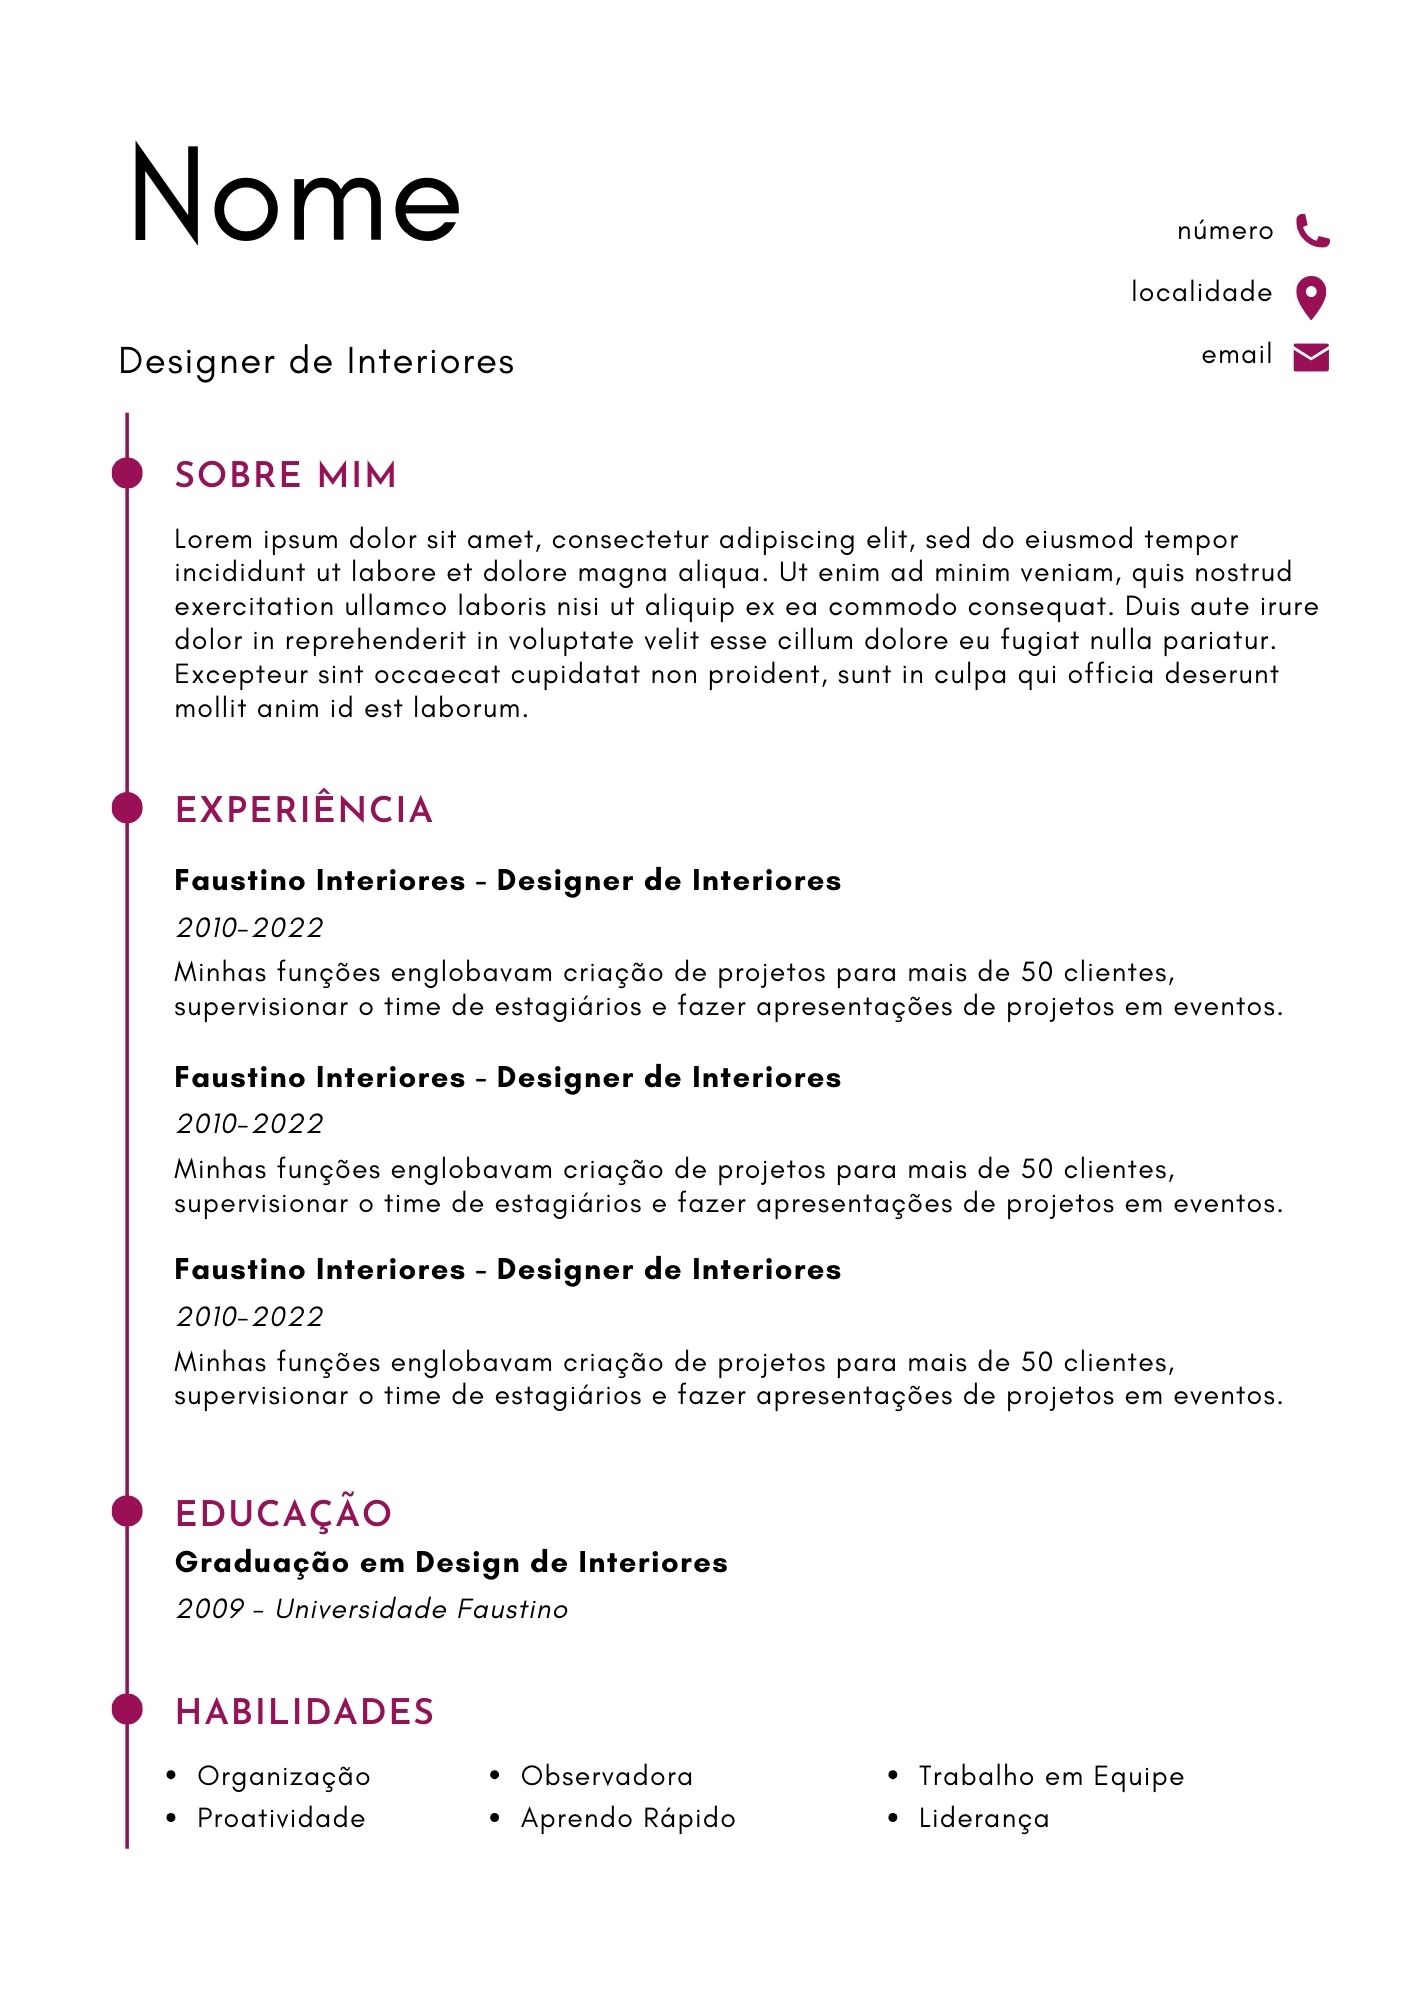 Nome
número
localidade
email
Designer de Interiores
SOBRE MIM
Lorem ipsum dolor sit amet, consectetur adipiscing elit, sed do eiusmod tempor
incididunt ut labore et dolore magna aliqua. Ut enim ad minim veniam, quis nostrud
exercitation ullamco laboris nisi ut aliquip ex ea commodo consequat. Duis aute irure
dolor in reprehenderit in voluptate velit esse cillum dolore eu fugiat nulla pariatur.
Excepteur sint occaecat cupidatat non proident, sunt in culpa qui officia deserunt
mollit anim id est laborum.
EXPERIÊNCIA
Faustino Interiores - Designer de Interiores
2010-2022
Minhas funções englobavam criação de projetos para mais de 50 clientes,
supervisionar o time de estagiários e fazer apresentações de projetos em eventos.
Faustino Interiores - Designer de Interiores
2010-2022
Minhas funções englobavam criação de projetos para mais de 50 clientes,
supervisionar o time de estagiários e fazer apresentações de projetos em eventos.
Faustino Interiores - Designer de Interiores
2010-2022
Minhas funções englobavam criação de projetos para mais de 50 clientes,
supervisionar o time de estagiários e fazer apresentações de projetos em eventos.
EDUCAÇÃO
Graduação em Design de Interiores
2009 - Universidade Faustino
HABILIDADES
• Organização
• Proatividade
• Observadora
• Aprendo Rápido
• Trabalho em Equipe
• Liderança